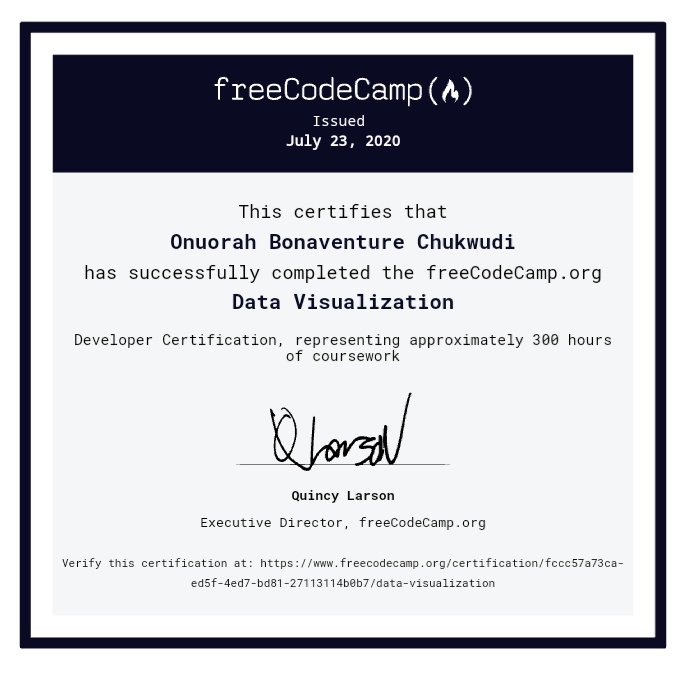 freeCodeCamp
Issued
July 23, 2020
This certifies that
Onuorah Bonaventure Chukwudi
has successfully completed the freeCodeCamp.org
Data Visualization
Developer Certification, representing approximately 300 hours
of coursework
Q Larson
Quincy Larson
Executive Director, freeCodeCamp.org
Verify this certification at: https://www.freecodecamp.org/certification/fccc57a73ca-
ed5f-4ed7-bd81-27113114b0b7/data-visualization